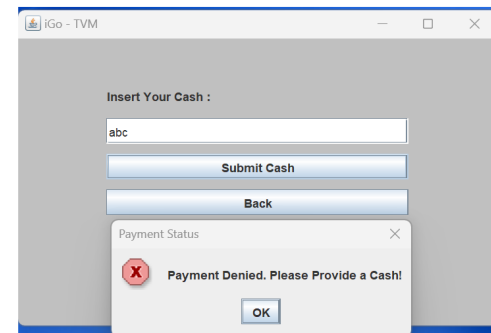 iGo - TVM
Insert Your Cash :
abc
Submit Cash
Back
Payment Status
Payment Denied. Please Provide a Cash!
OK